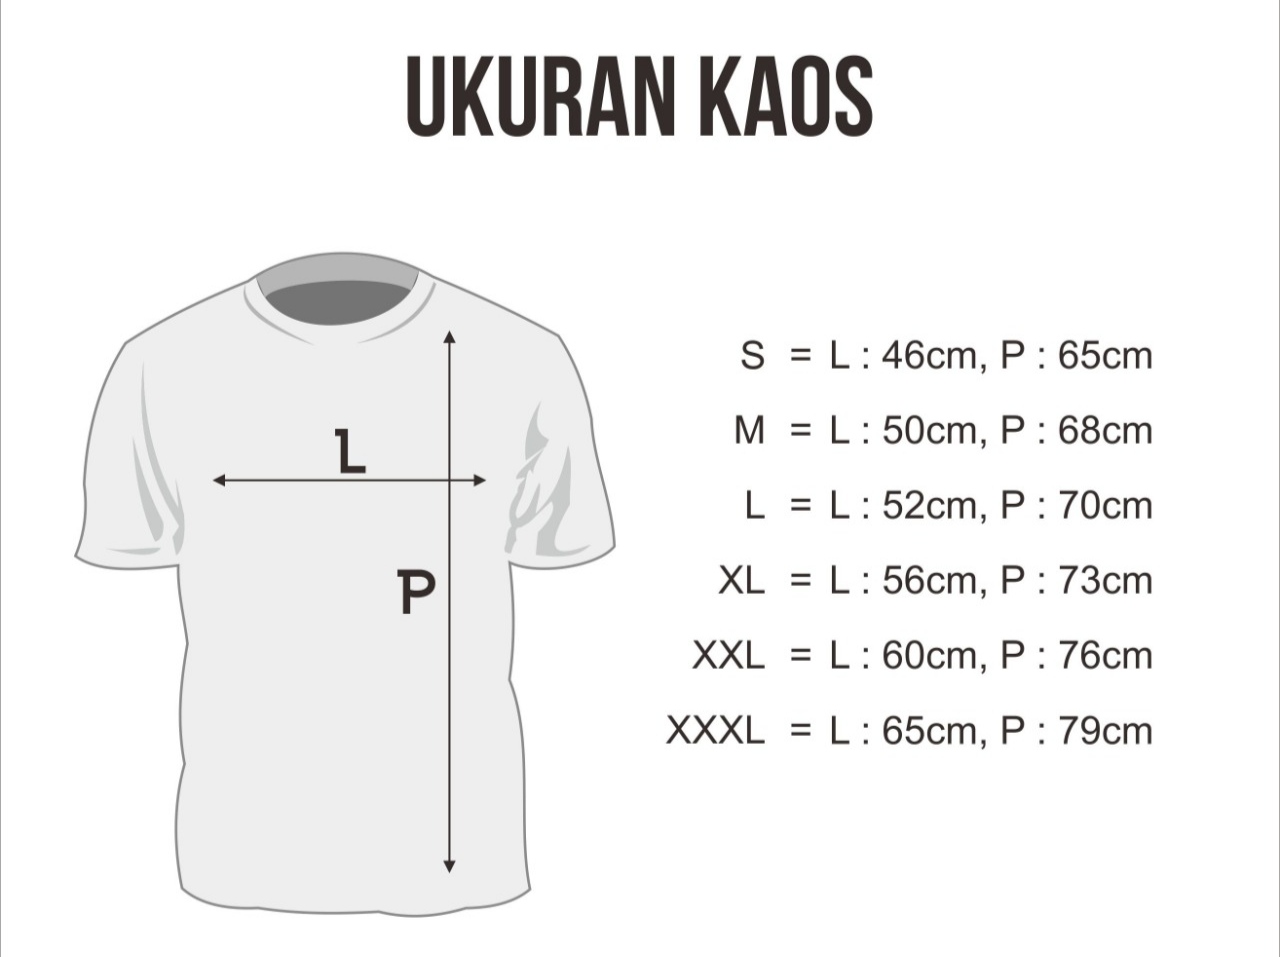 UKURAN KAOS
L
P
S = L : 46cm, P : 65cm
M = L : 50cm, P : 68cm
L = L : 52cm, P : 70cm
XL = L : 56cm, P : 73cm
XXL = L : 60cm, P : 76cm
XXXL = L : 65cm, P : 79cm